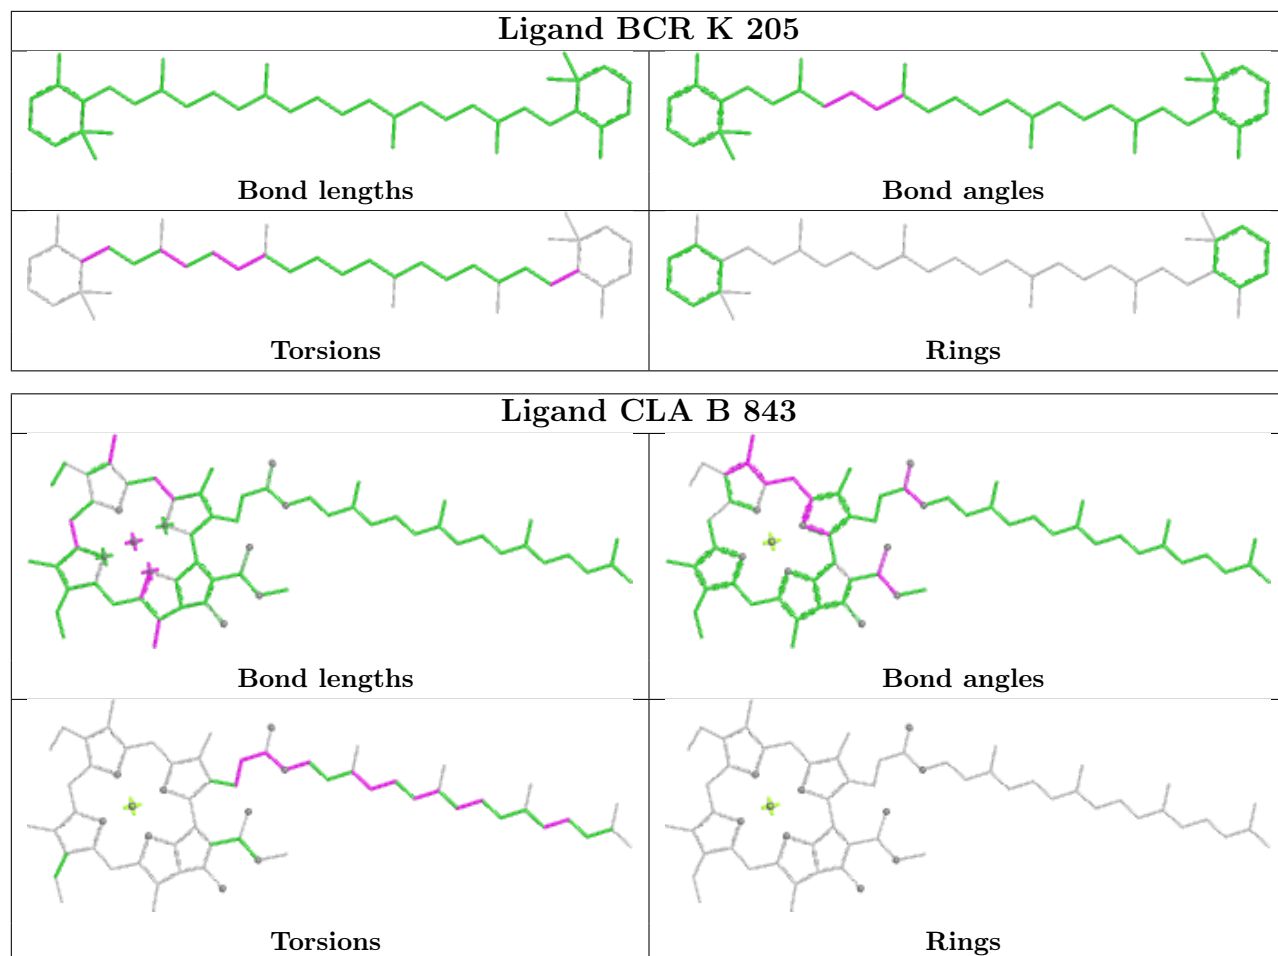 Ligand BCR K 205
Bond lengths
Bond angles
Torsions
Rings
Ligand CLA B 843
Bond lengths
Bond angles
Torsions
Rings